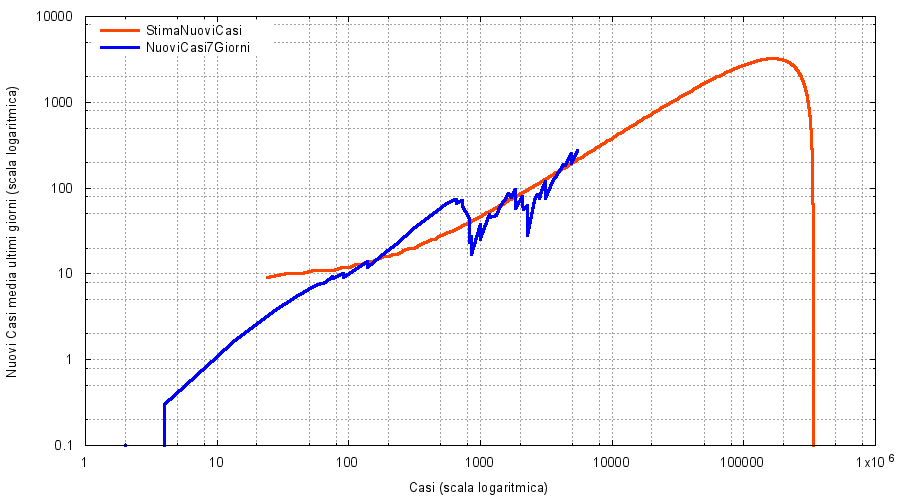 10000
StimaNuoviCasi
NuoviCasi7Giorni
1000
100
10
1
0.1
Nuovi Casi media ultimi giorni (scala logaritmica)
1 10 100 1000 10000 100000 1x10 6
Casi (scala logaritmica)